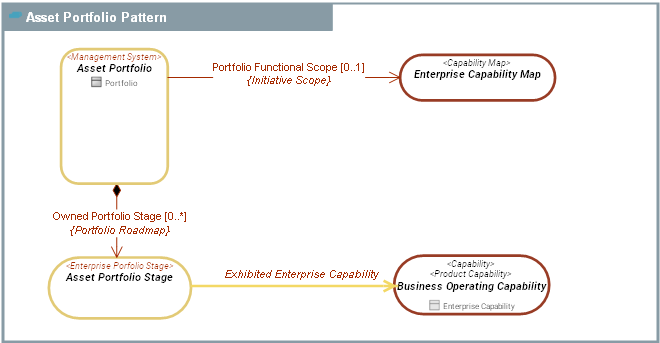 Asset Portfolio Pattern
<Management System>
Asset Portfolio
Portfolio
Portfolio Functional Scope [0..1]
{Initiative Scope}
<Capability Map>
Enterprise Capability Map
Owned Portfolio Stage [0..*]
{Portfolio Roadmap}
<Enterprise Porfolio Stage>
Asset Portfolio Stage
Exhibited Enterprise Capability
<Capability>
<Product Capability>
Business Operating Capability
Enterprise Capability